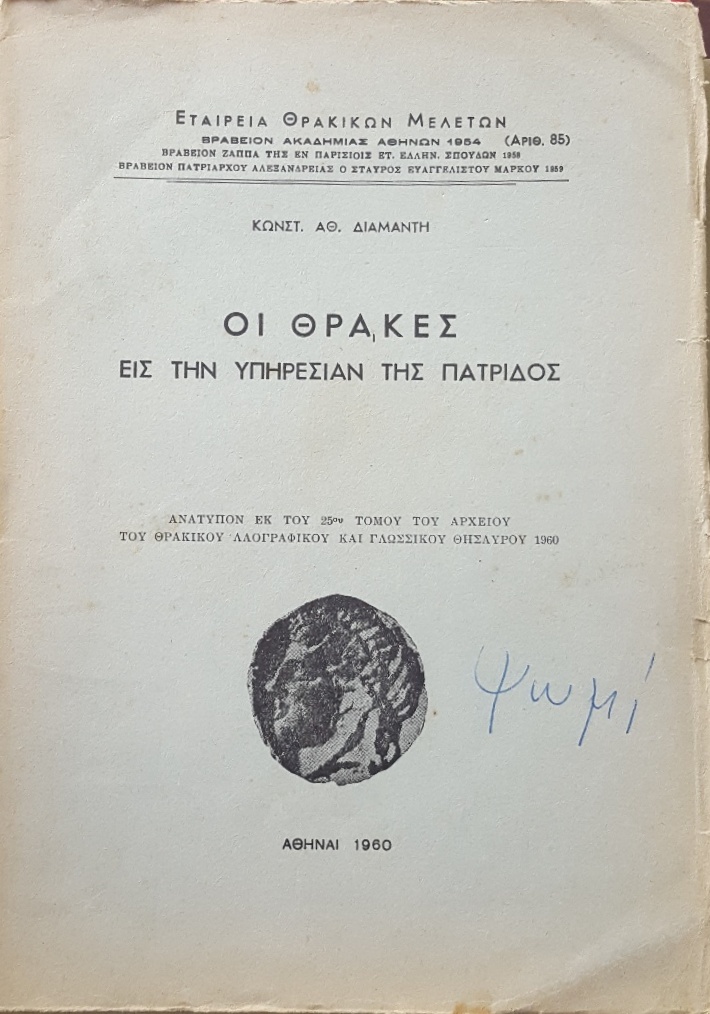 ΕΤΑΙΡΕΙΑ ΘΡΑΚΙΚΩΝ ΜΕΛΕΤΩΝ
ΒΡΑΒΕΙΟΝ ΑΚΑΔΗΜΙΑΣ ΑΘΗΝΩΝ 1954 (ΑΡΙΘ. 85)
ΒΡΑΒΕΙΟΝ ΖΑΠΠΑ ΤΗΣ ΕΝ ΠΑΡΙΣΙΟΙΣ ΕΤ. ΕΛΛΗΝ. ΣΠΟΥΔΩΝ 1958
ΒΡΑΒΕΙΟΝ ΠΑΤΡΙΑΡΧΟΥ ΑΛΕΞΑΝΔΡΕΙΑΣ Ο ΣΤΑΥΡΟΣ ΕΥΑΓΓΕΛΙΣΤΟΥ ΜΑΡΚΟΥ 1959
ΚΩΝΣΤ. ΑΘ. ΔΙΑΜΑΝΤΗ
ΟΙ ΘΡΑΚΕΣ
ΕΙΣ ΤΗΝ ΥΠΗΡΕΣΙΑΝ ΤΗΣ ΠΑΤΡΙΔΟΣ
ΑΝΑΤΥΠΟΝ ΕΚ ΤΟΥ 25ου ΤΟΜΟΥ ΤΟΥ ΑΡΧΕΙΟΥ
ΤΟΥ ΘΡΑΚΙΚΟΥ ΛΑΟΓΡΑΦΙΚΟΥ ΚΑΙ ΓΛΩΣΣΙΚΟΥ ΘΗΣΑΥΡΟΥ 1960
ψωμί
ΑΘΗΝΑΙ 1960